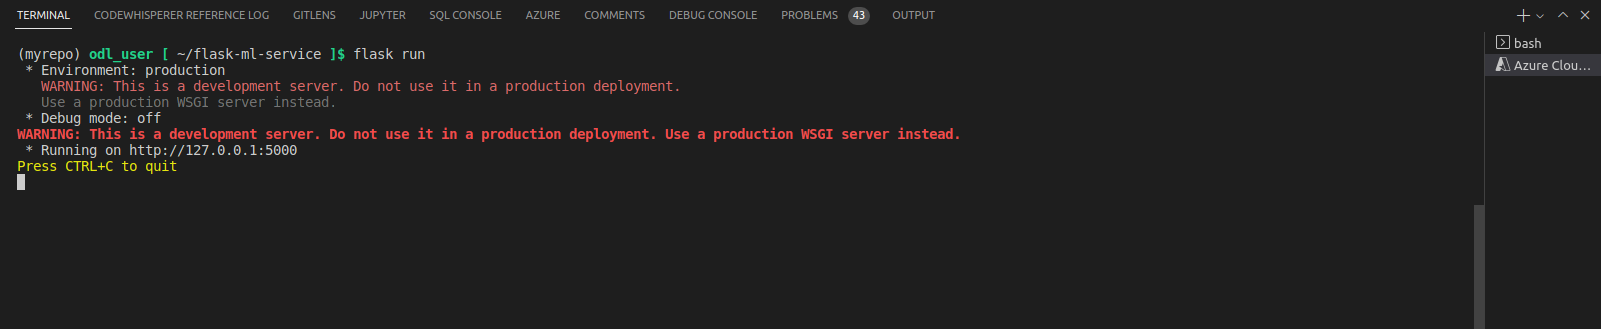 TERMINAL CODEWHISPERER REFERENCE LOG GITLENS JUPYTER SQL CONSOLE AZURE COMMENTS DEBUG CONSOLE PROBLEMS 43 OUTPUT
(myrepo) odl_user [ ~/flask-ml-service ]$ flask run
 * Environment: production
   WARNING: This is a development server. Do not use it in a production deployment.
   Use a production WSGI server instead.
 * Debug mode: off
WARNING: This is a development server. Do not use it in a production deployment. Use a production WSGI server instead.
 * Running on http://127.0.0.1:5000
Press CTRL+C to quit
bash
Azure Clou...